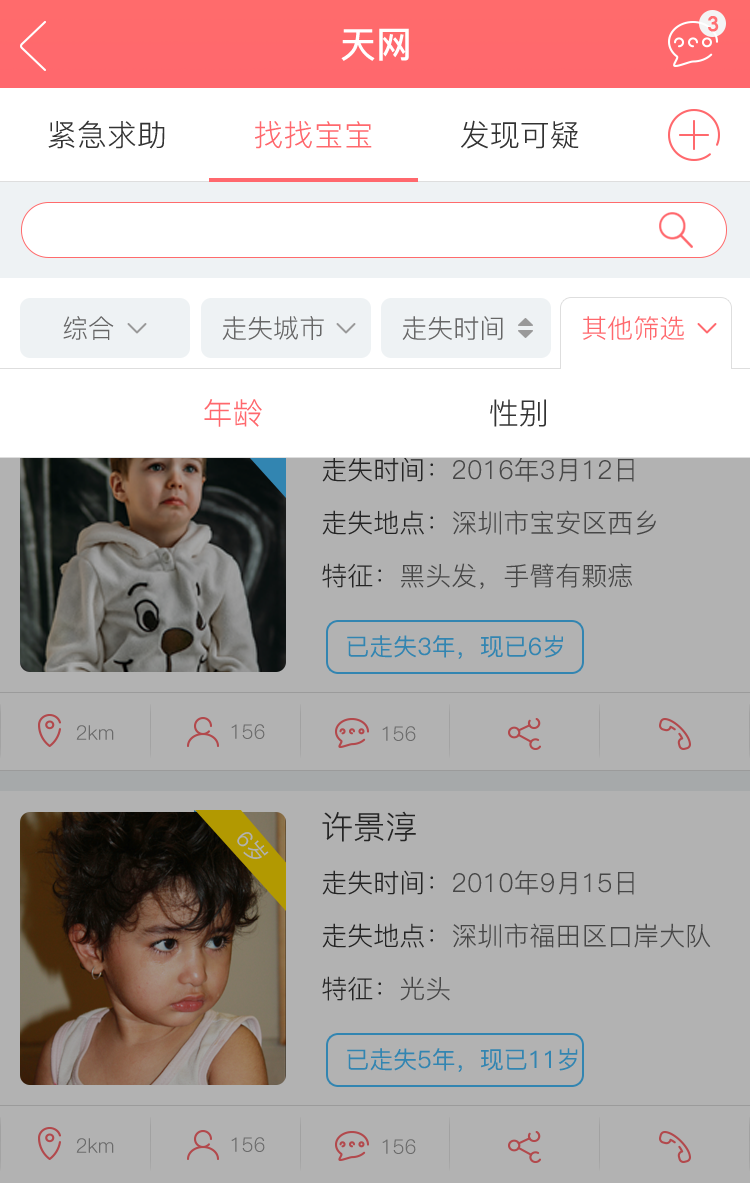 天网
3
紧急求助 找找宝宝 发现可疑
综合 走失城市 走失时间 其他筛选
年龄 性别
走失时间：2016年3月12日
走失地点：深圳市宝安区西乡
特征：黑头发，手臂有颗痣
已走失3年，现已6岁
2km 156 156
6岁
许景淳
走失时间：2010年9月15日
走失地点：深圳市福田区口岸大队
特征：光头
已走失5年，现已11岁
2km 156 156